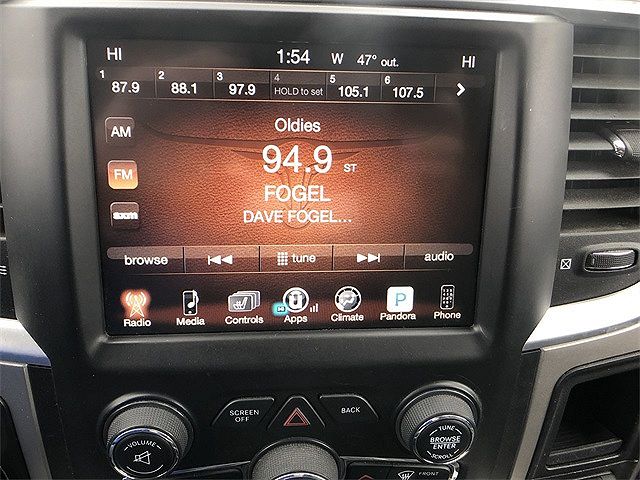 HI 1:54 W 47° out. HI
1 2 3 4 5 6
87.9 88.1 97.9 HOLD to set 105.1 107.5
AM
Oldies
94.9 ST
FM
FOGEL
DAVE FOGEL...
sxm
browse tune audio
Radio Media Controls Apps Climate Pandora Phone
P
SCREEN OFF
BACK
VOLUME
TUNE
BROWSE
ENTER
SCROLL
FRONT